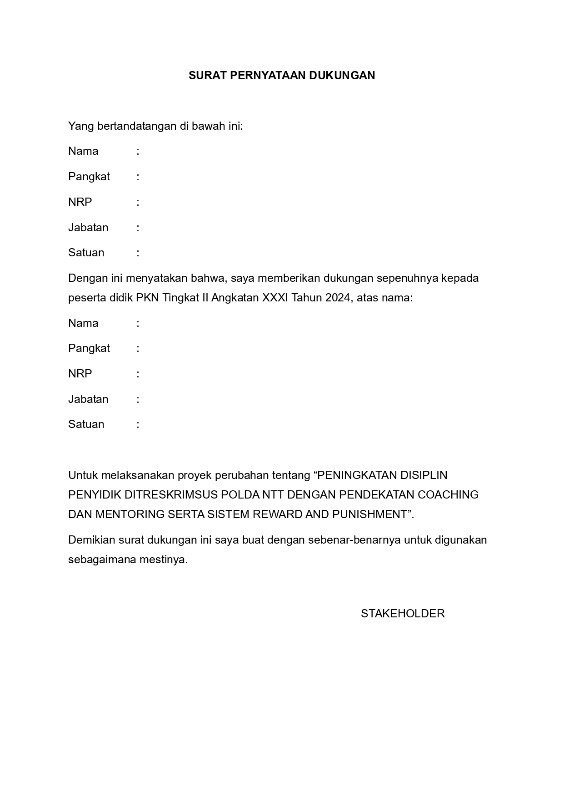 SURAT PERNYATAAN DUKUNGAN
Yang bertandatangan di bawah ini:
Nama :
Pangkat :
NRP :
Jabatan :
Satuan :
Dengan ini menyatakan bahwa, saya memberikan dukungan sepenuhnya kepada
peserta didik PKN Tingkat II Angkatan XXXI Tahun 2024, atas nama:
Nama :
Pangkat :
NRP :
Jabatan :
Satuan :
Untuk melaksanakan proyek perubahan tentang “PENINGKATAN DISIPLIN
PENYIDIK DITRESKRIMSUS POLDA NTT DENGAN PENDEKATAN COACHING
DAN MENTORING SERTA SISTEM REWARD AND PUNISHMENT”.
Demikian surat dukungan ini saya buat dengan sebenar-benarnya untuk digunakan
sebagaimana mestinya.
STAKEHOLDER